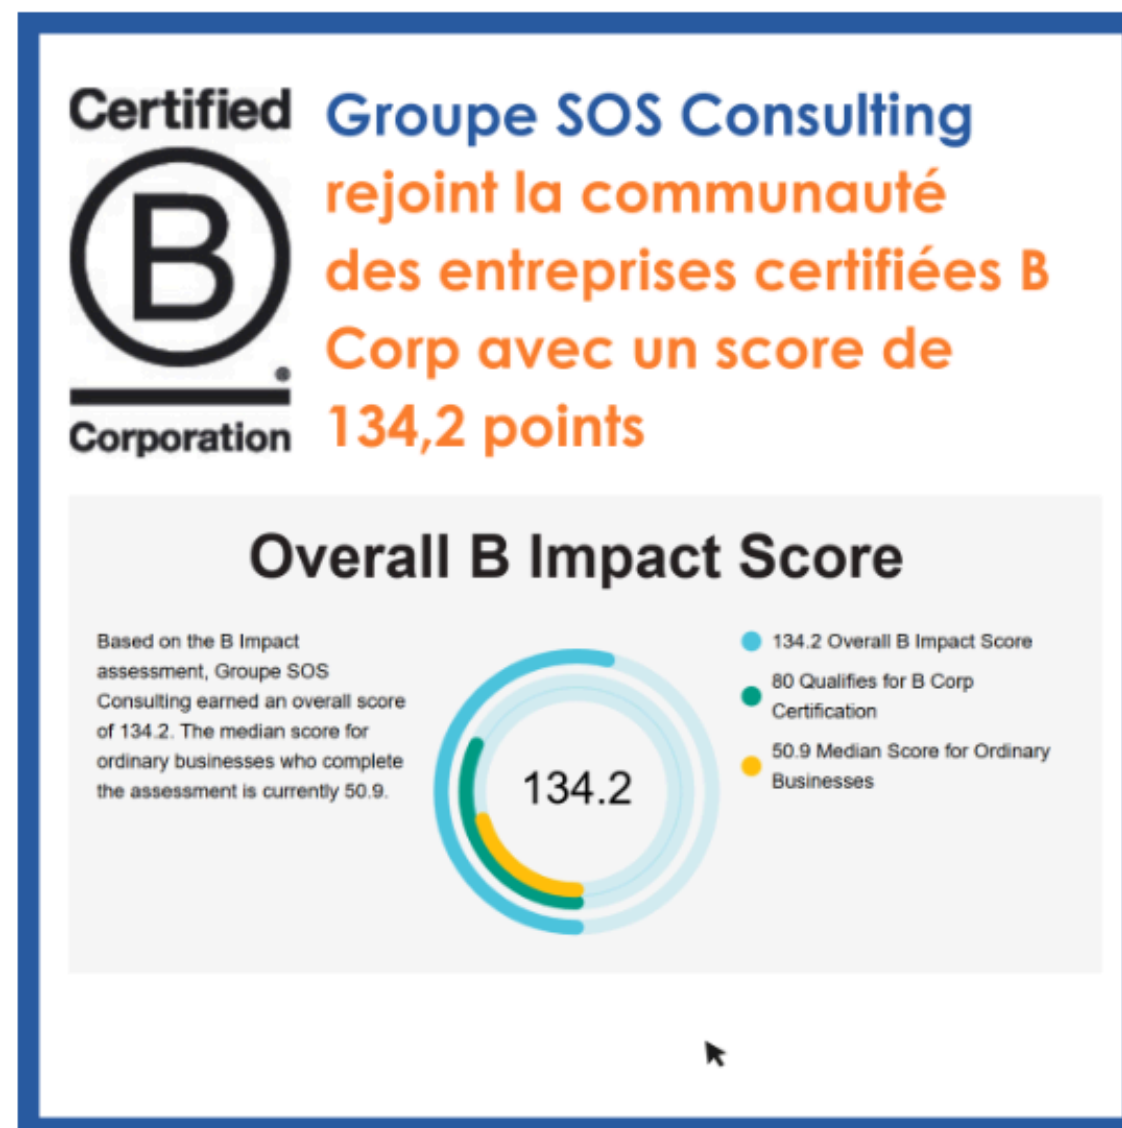 Certified
B
Corporation
Groupe SOS Consulting
rejoint la communauté
des entreprises certifiées B
Corp avec un score de
134,2 points
Overall B Impact Score
Based on the B Impact
assessment, Groupe SOS
Consulting earned an overall score
of 134.2. The median score for
ordinary businesses who complete
the assessment is currently 50.9.
134.2
134.2 Overall B Impact Score
80 Qualifies for B Corp
Certification
50.9 Median Score for Ordinary
Businesses